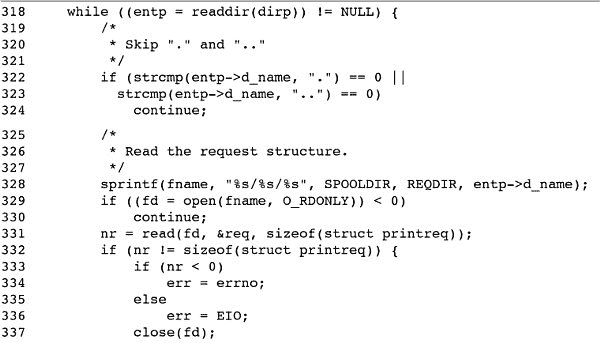 318     while ((entp = readdir(dirp)) != NULL) {
319         /*
320          * Skip "." and ".."
321          */
322         if (strcmp(entp->d_name, ".") == 0 ||
323           strcmp(entp->d_name, "..") == 0)
324             continue;
325         /*
326          * Read the request structure.
327          */
328         sprintf(fname, "%s/%s/%s", SPOOLDIR, REQDIR, entp->d_name);
329         if ((fd = open(fname, O_RDONLY)) < 0)
330             continue;
331         nr = read(fd, &req, sizeof(struct printreq));
332         if (nr != sizeof(struct printreq)) {
333             if (nr < 0)
334                 err = errno;
335             else
336                 err = EIO;
337             close(fd);